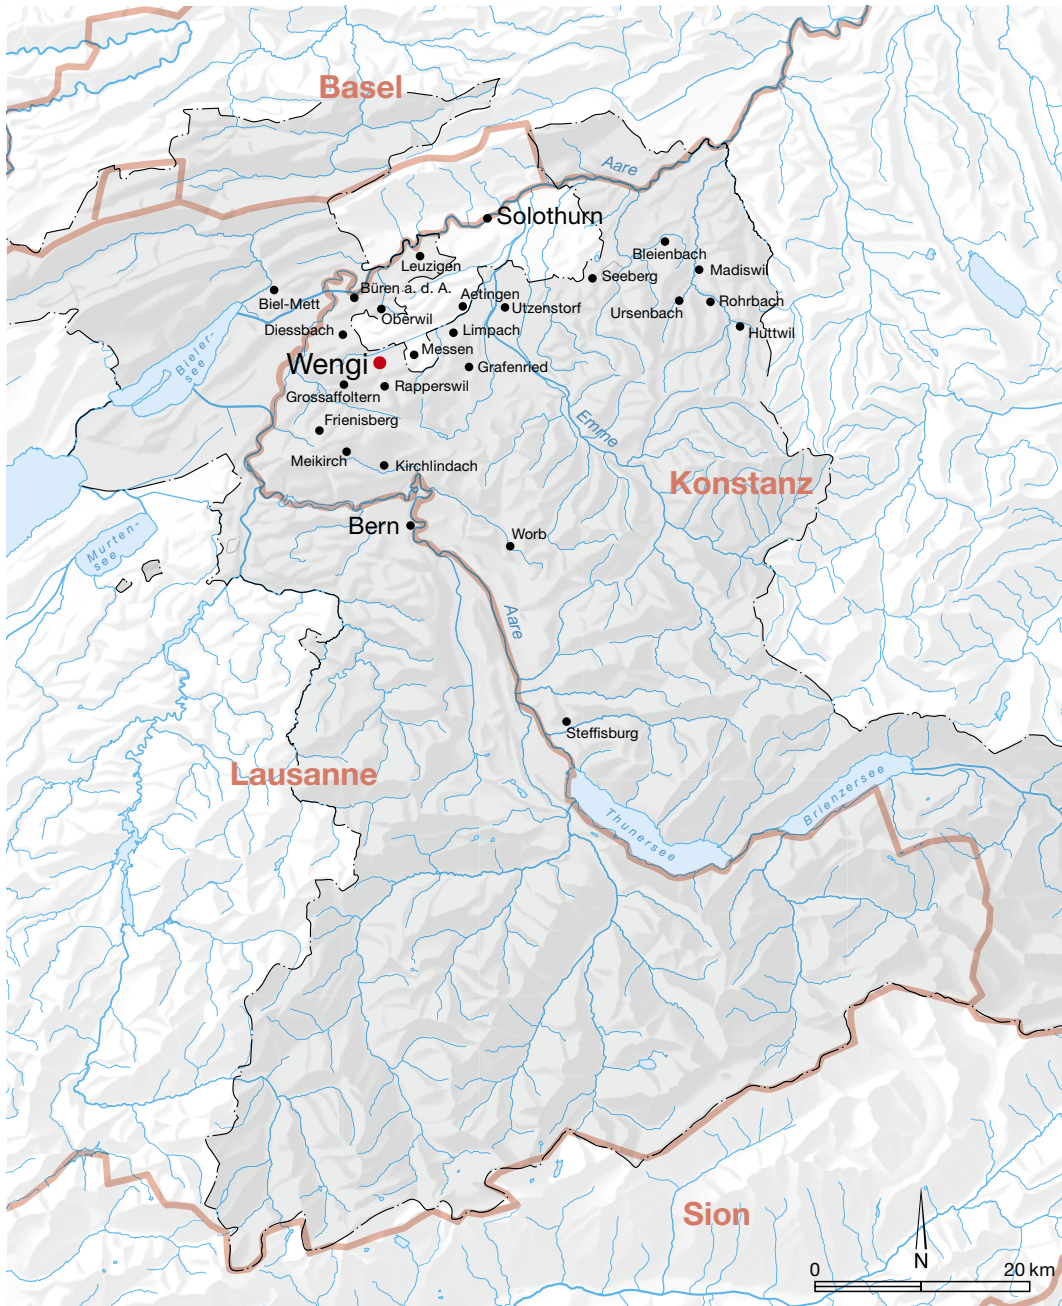 Basel
Aare
Solothurn
Bleienbach
Leuzigen
Madiswil
Seeberg
Büren a. d. A.
Aetingen
Biel-Mett
Utzenstorf
Rohrbach
Oberwil
Ursenbach
Diessbach
Limpach
Huttwil
Bieler-
see
Messen
Wengi
Grafenried
Rapperswil
Grossaffoltern
Frienisberg
Emme
Meikirch
Kirchlindach
Konstanz
Murten-
see
Bern
Worb
Aare
Steffisburg
Lausanne
Brienzersee
Thunersee
Sion
N
0
20 km